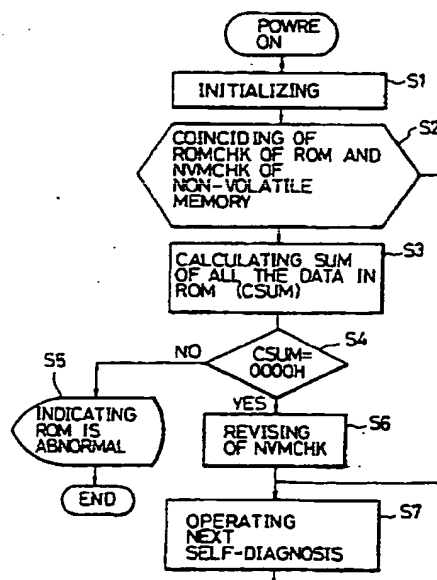 POWRE
ON
S1
INITIALIZING
S2
COINCIDING OF
ROMCHK OF ROM AND
NVMCHK OF
NON-VOLATILE
MEMORY
S3
CALCULATING SUM
OF ALL THE DATA IN
ROM (CSUM)
S4
CSUM=
0000H
NO
YES
S5
INDICATING
ROM IS
ABNORMAL
END
S6
REVISING
OF NVMCHK
S7
OPERATING
NEXT
SELF-DIAGNOSIS